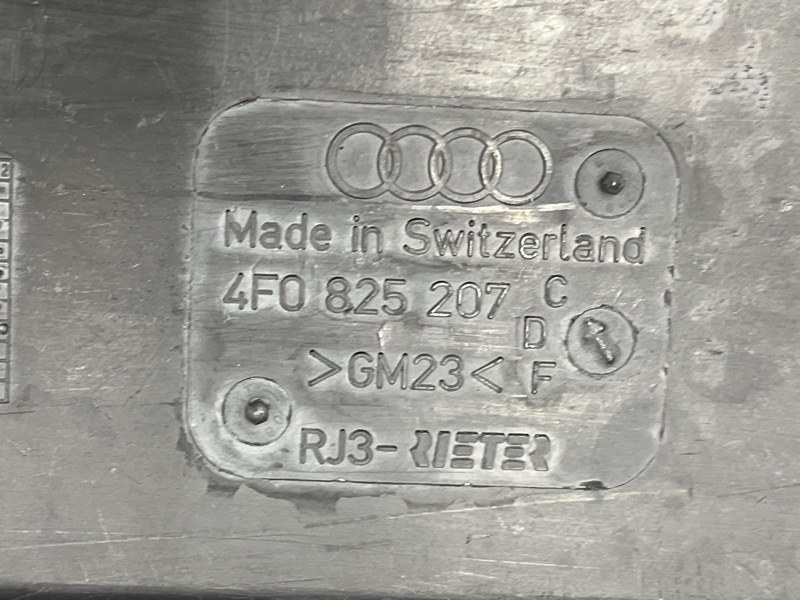 Made in Switzerland
4F0 825 207 C
D
>GM23< F
RJ3-RIETER